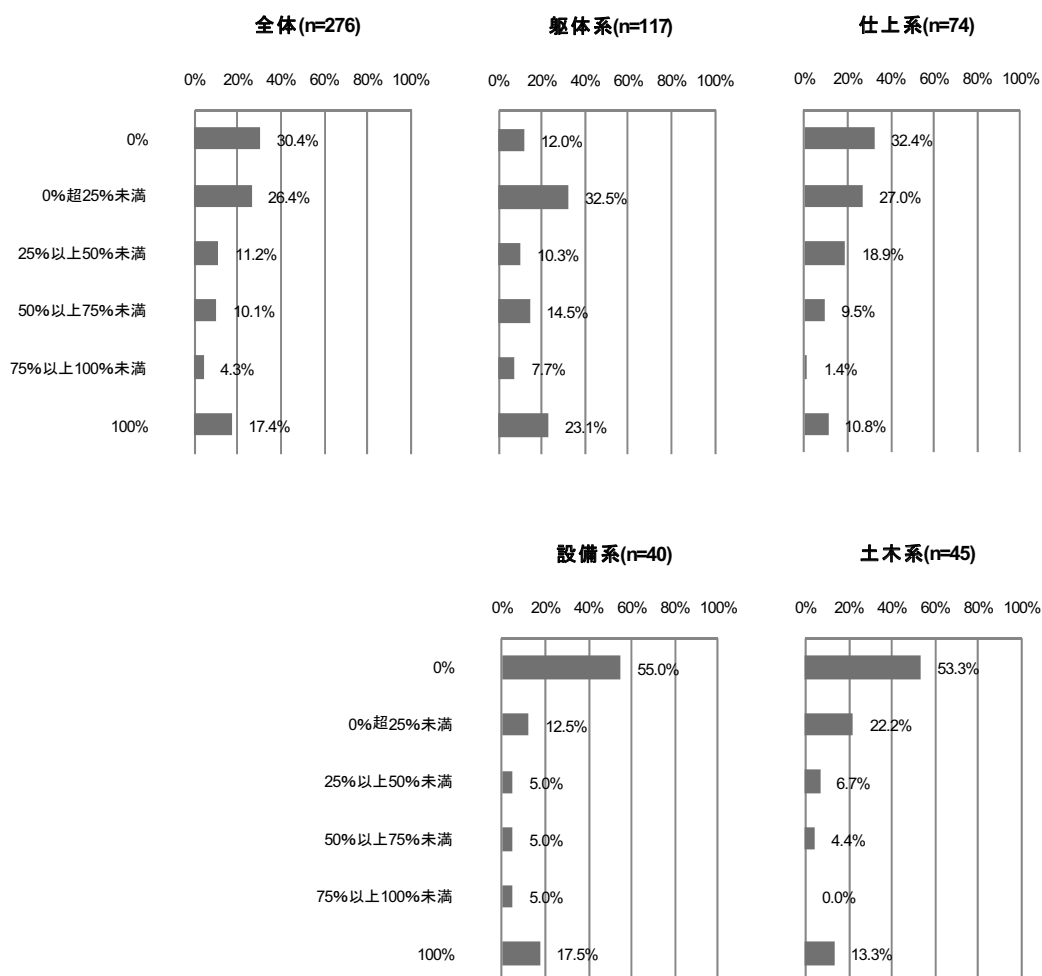 全体(n=276) 躯体系(n=117) 仕上系(n=74)
0% 20% 40% 60% 80% 100% 0% 20% 40% 60% 80% 100% 0% 20% 40% 60% 80% 100%
0% 30.4% 12.0% 32.4%
0%超25%未満 26.4% 32.5% 27.0%
25%以上50%未満 11.2% 10.3% 18.9%
50%以上75%未満 10.1% 14.5% 9.5%
75%以上100%未満 4.3% 7.7% 1.4%
100% 17.4% 23.1% 10.8%
設備系(n=40) 土木系(n=45)
0% 20% 40% 60% 80% 100% 0% 20% 40% 60% 80% 100%
0% 55.0% 53.3%
0%超25%未満 12.5% 22.2%
25%以上50%未満 5.0% 6.7%
50%以上75%未満 5.0% 4.4%
75%以上100%未満 5.0% 0.0%
100% 17.5% 13.3%